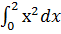 ∫₀² x² dx